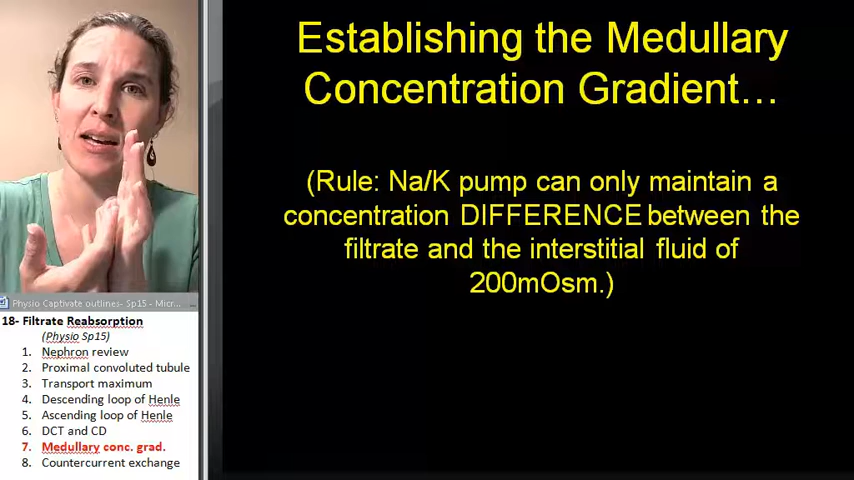 Establishing the Medullary
Concentration Gradient…
(Rule: Na/K pump can only maintain a
concentration DIFFERENCE between the
filtrate and the interstitial fluid of
200mOsm.)
Physio Captivate outlines- Sp15 - Micr...
18- Filtrate Reabsorption
(Physio Sp15)
1. Nephron review
2. Proximal convoluted tubule
3. Transport maximum
4. Descending loop of Henle
5. Ascending loop of Henle
6. DCT and CD
7. Medullary conc. grad.
8. Countercurrent exchange